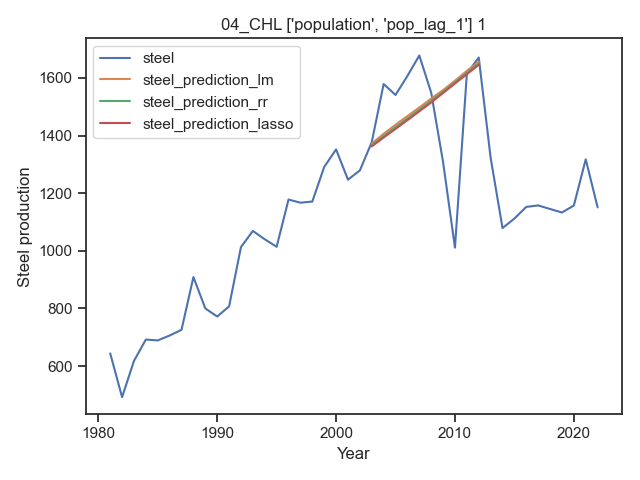 04_CHL ['population', 'pop_lag_1'] 1
steel
steel_prediction_lm
steel_prediction_rr
steel_prediction_lasso
Steel production
1600
1400
1200
1000
800
600
1980 1990 2000 2010 2020
Year